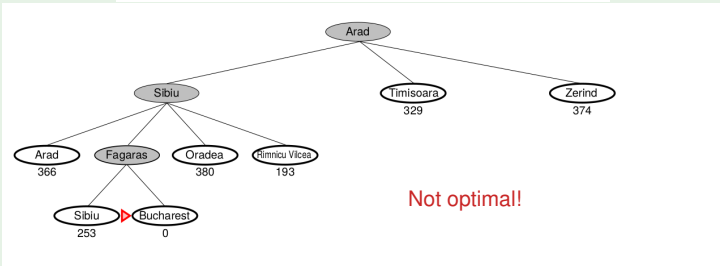 Arad
Sibiu
Timisoara
Zerind
329
374
Arad
Fagaras
Oradea
Rimnicu Vilcea
366
380
193
Not optimal!
Sibiu
Bucharest
253
0